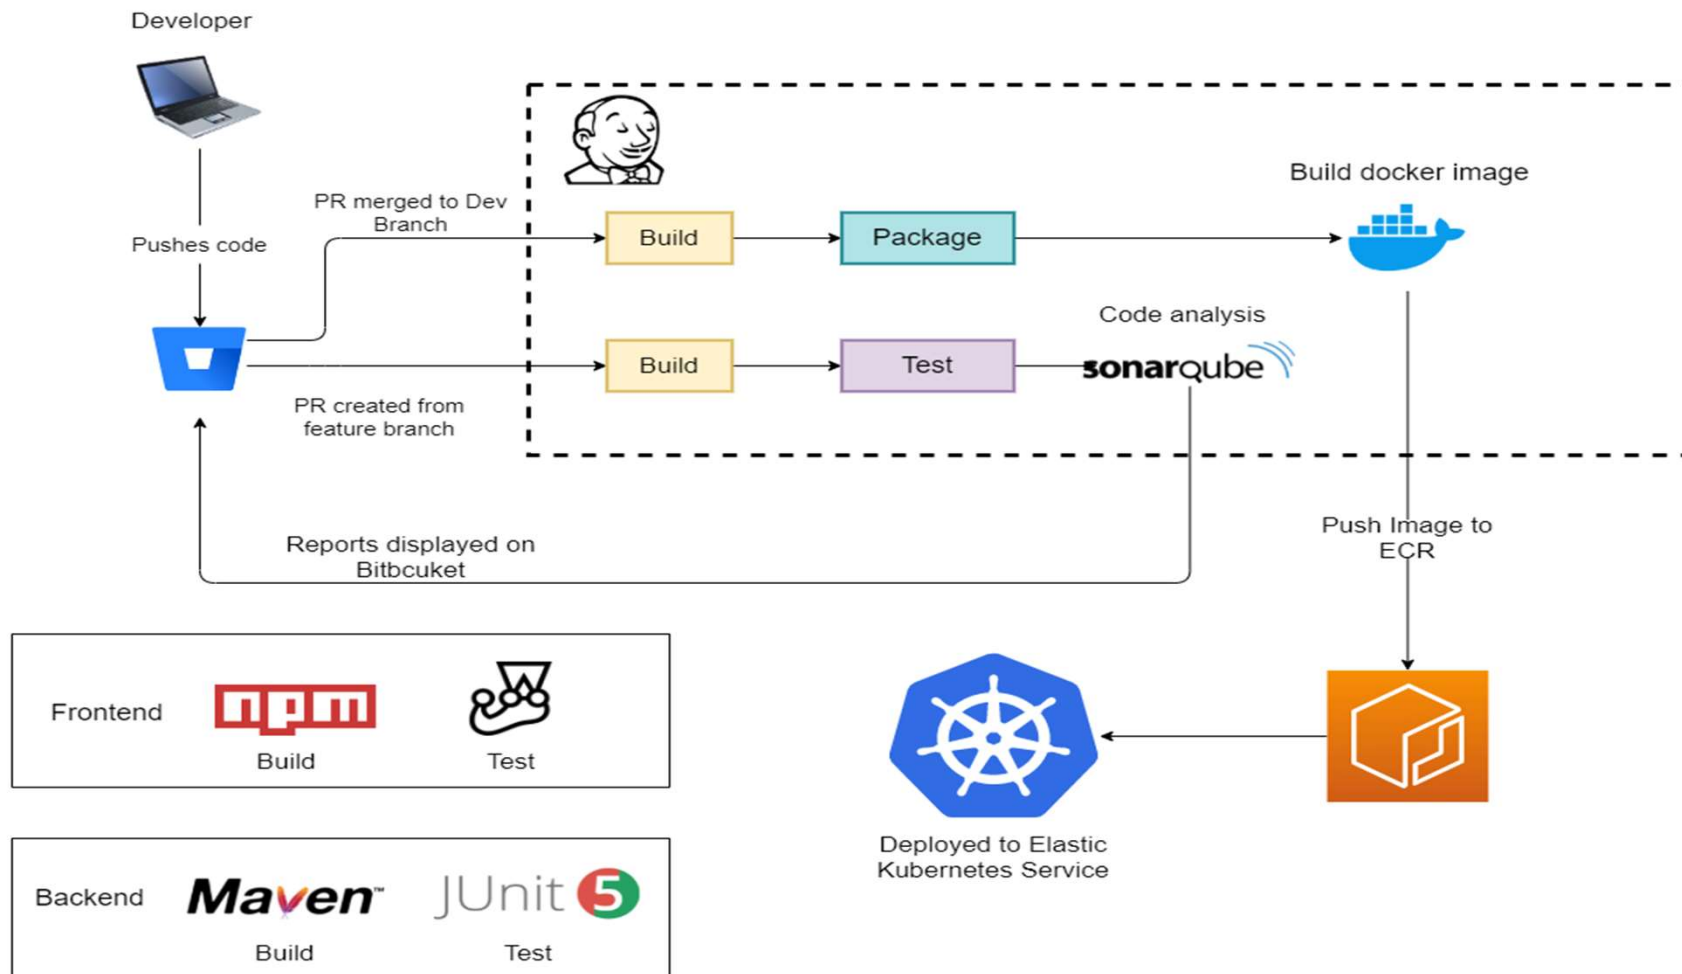 Developer
Pushes code
PR merged to Dev
Branch
Build
Package
Build docker image
PR created from
feature branch
Build
Test
Code analysis
sonarqube
Reports displayed on
Bitbcuket
Push Image to
ECR
Frontend
npm
Build
Test
Deployed to Elastic
Kubernetes Service
Backend
Maven™
JUnit 5
Build
Test